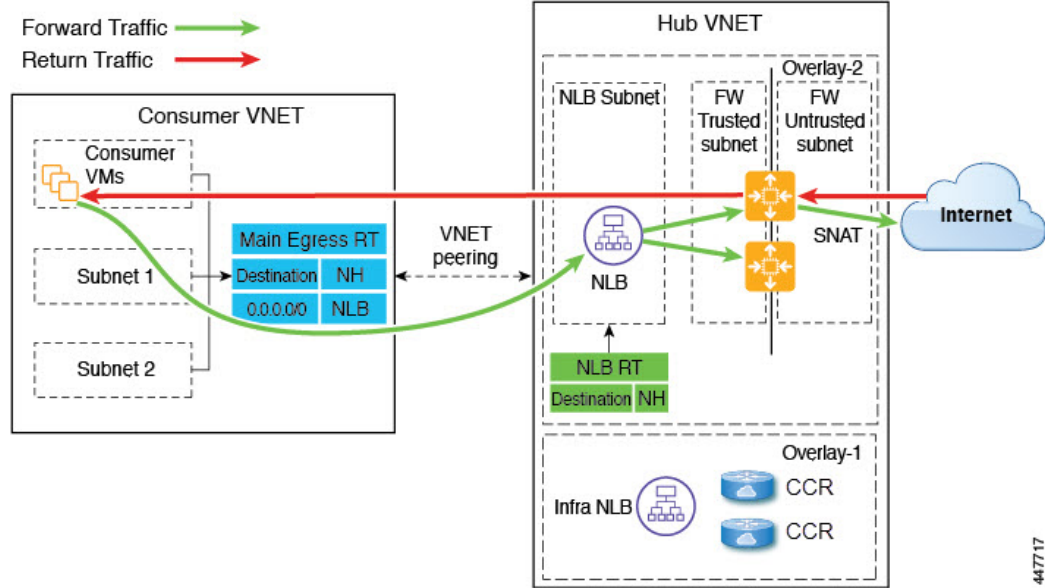 Forward Traffic
Return Traffic
Hub VNET
Overlay-2
NLB Subnet
FW
Trusted
subnet
FW
Untrusted
subnet
Consumer VNET
Consumer
VMs
Main Egress RT
Destination
NH
0.0.0.0/0
NLB
Subnet 1
Subnet 2
VNET
peering
NLB
SNAT
Internet
NLB RT
Destination
NH
Overlay-1
Infra NLB
CCR
CCR
447717